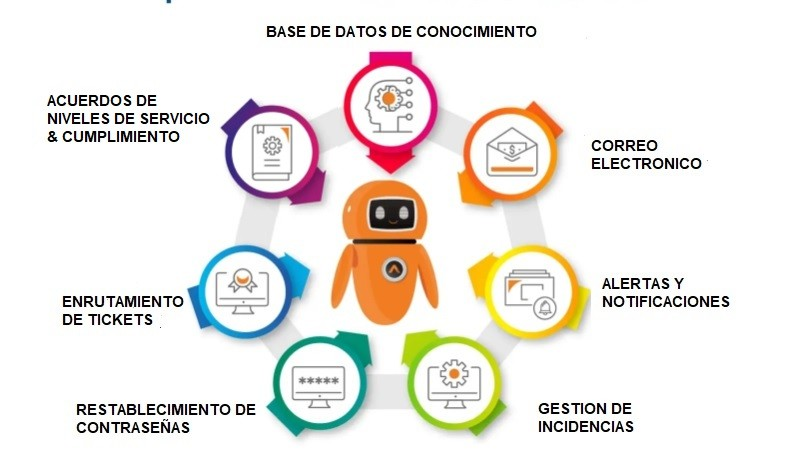 BASE DE DATOS DE CONOCIMIENTO
ACUERDOS DE
NIVELES DE SERVICIO
& CUMPLIMIENTO
CORREO
ELECTRONICO
$
ENRUTAMIENTO
DE TICKETS
ALERTAS Y
NOTIFICACIONES
*****
RESTABLECIMIENTO DE
CONTRASEÑAS
GESTION DE
INCIDENCIAS